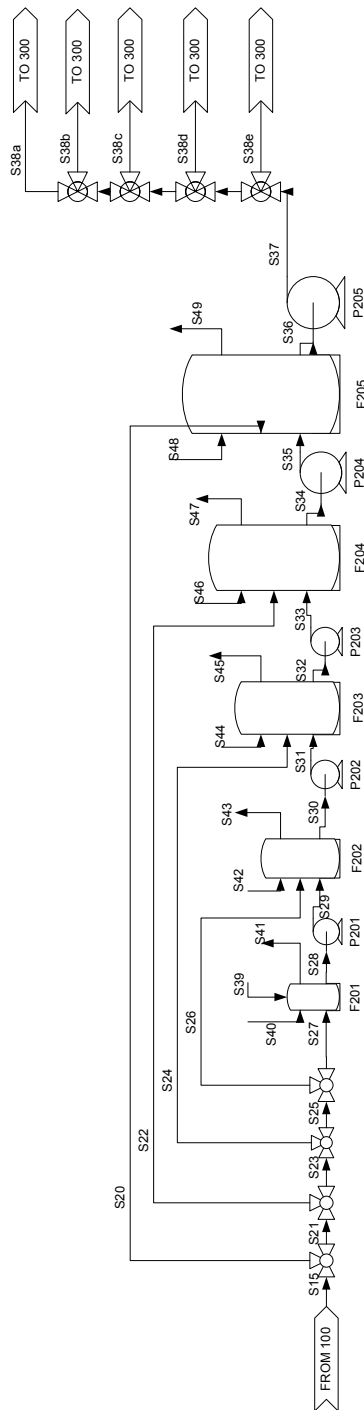 FROM 100
S15
S20
S21
S22
S23
S24
S25
S26
S27
S40
S39
S41
F201
S28
P201
S29
S42
S43
F202
S30
P202
S31
S44
S45
F203
S32
P203
S33
S46
S47
F204
S34
P204
S35
S48
S49
F205
S36
P205
S37
S38a
S38b
S38c
S38d
S38e
TO 300
TO 300
TO 300
TO 300
TO 300